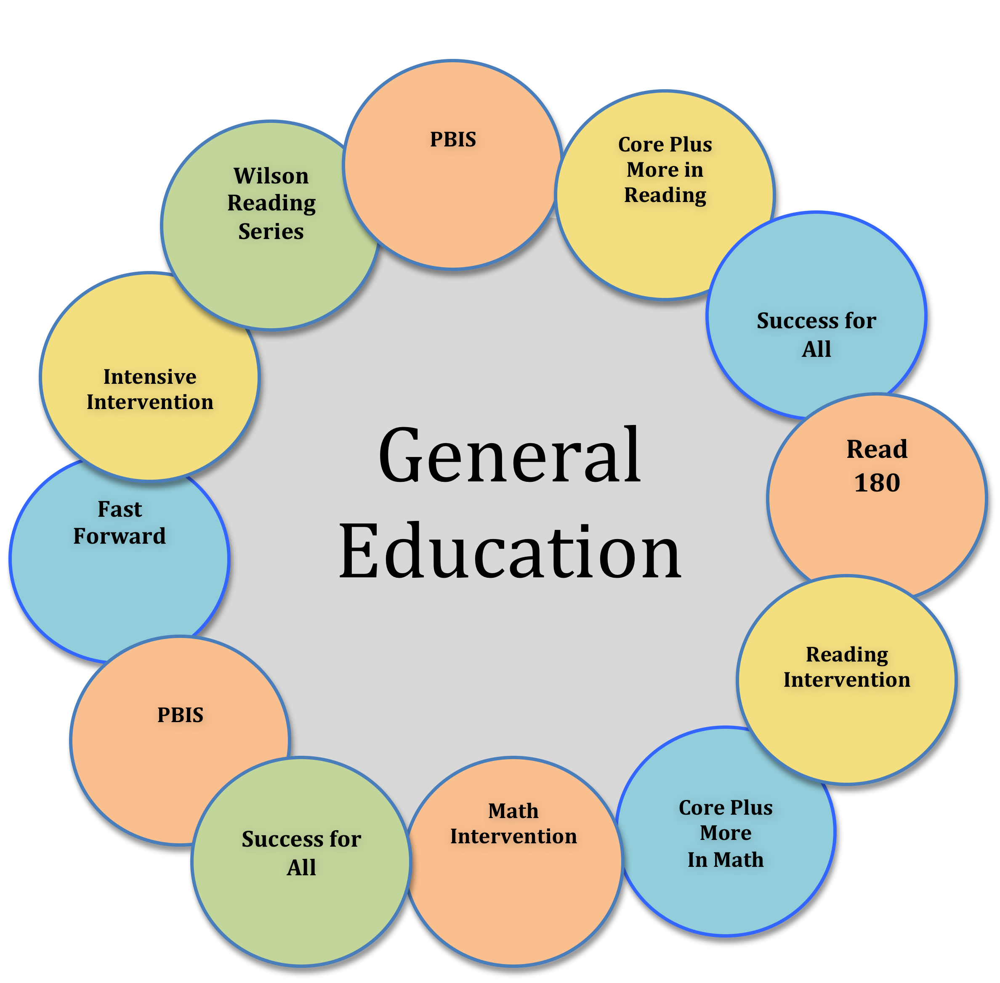 PBIS
Core Plus
More in
Reading
Success for
All
Read
180
Reading
Intervention
Core Plus
More
In Math
Math
Intervention
Success for
All
PBIS
Fast
Forward
Intensive
Intervention
Wilson
Reading
Series
General
Education